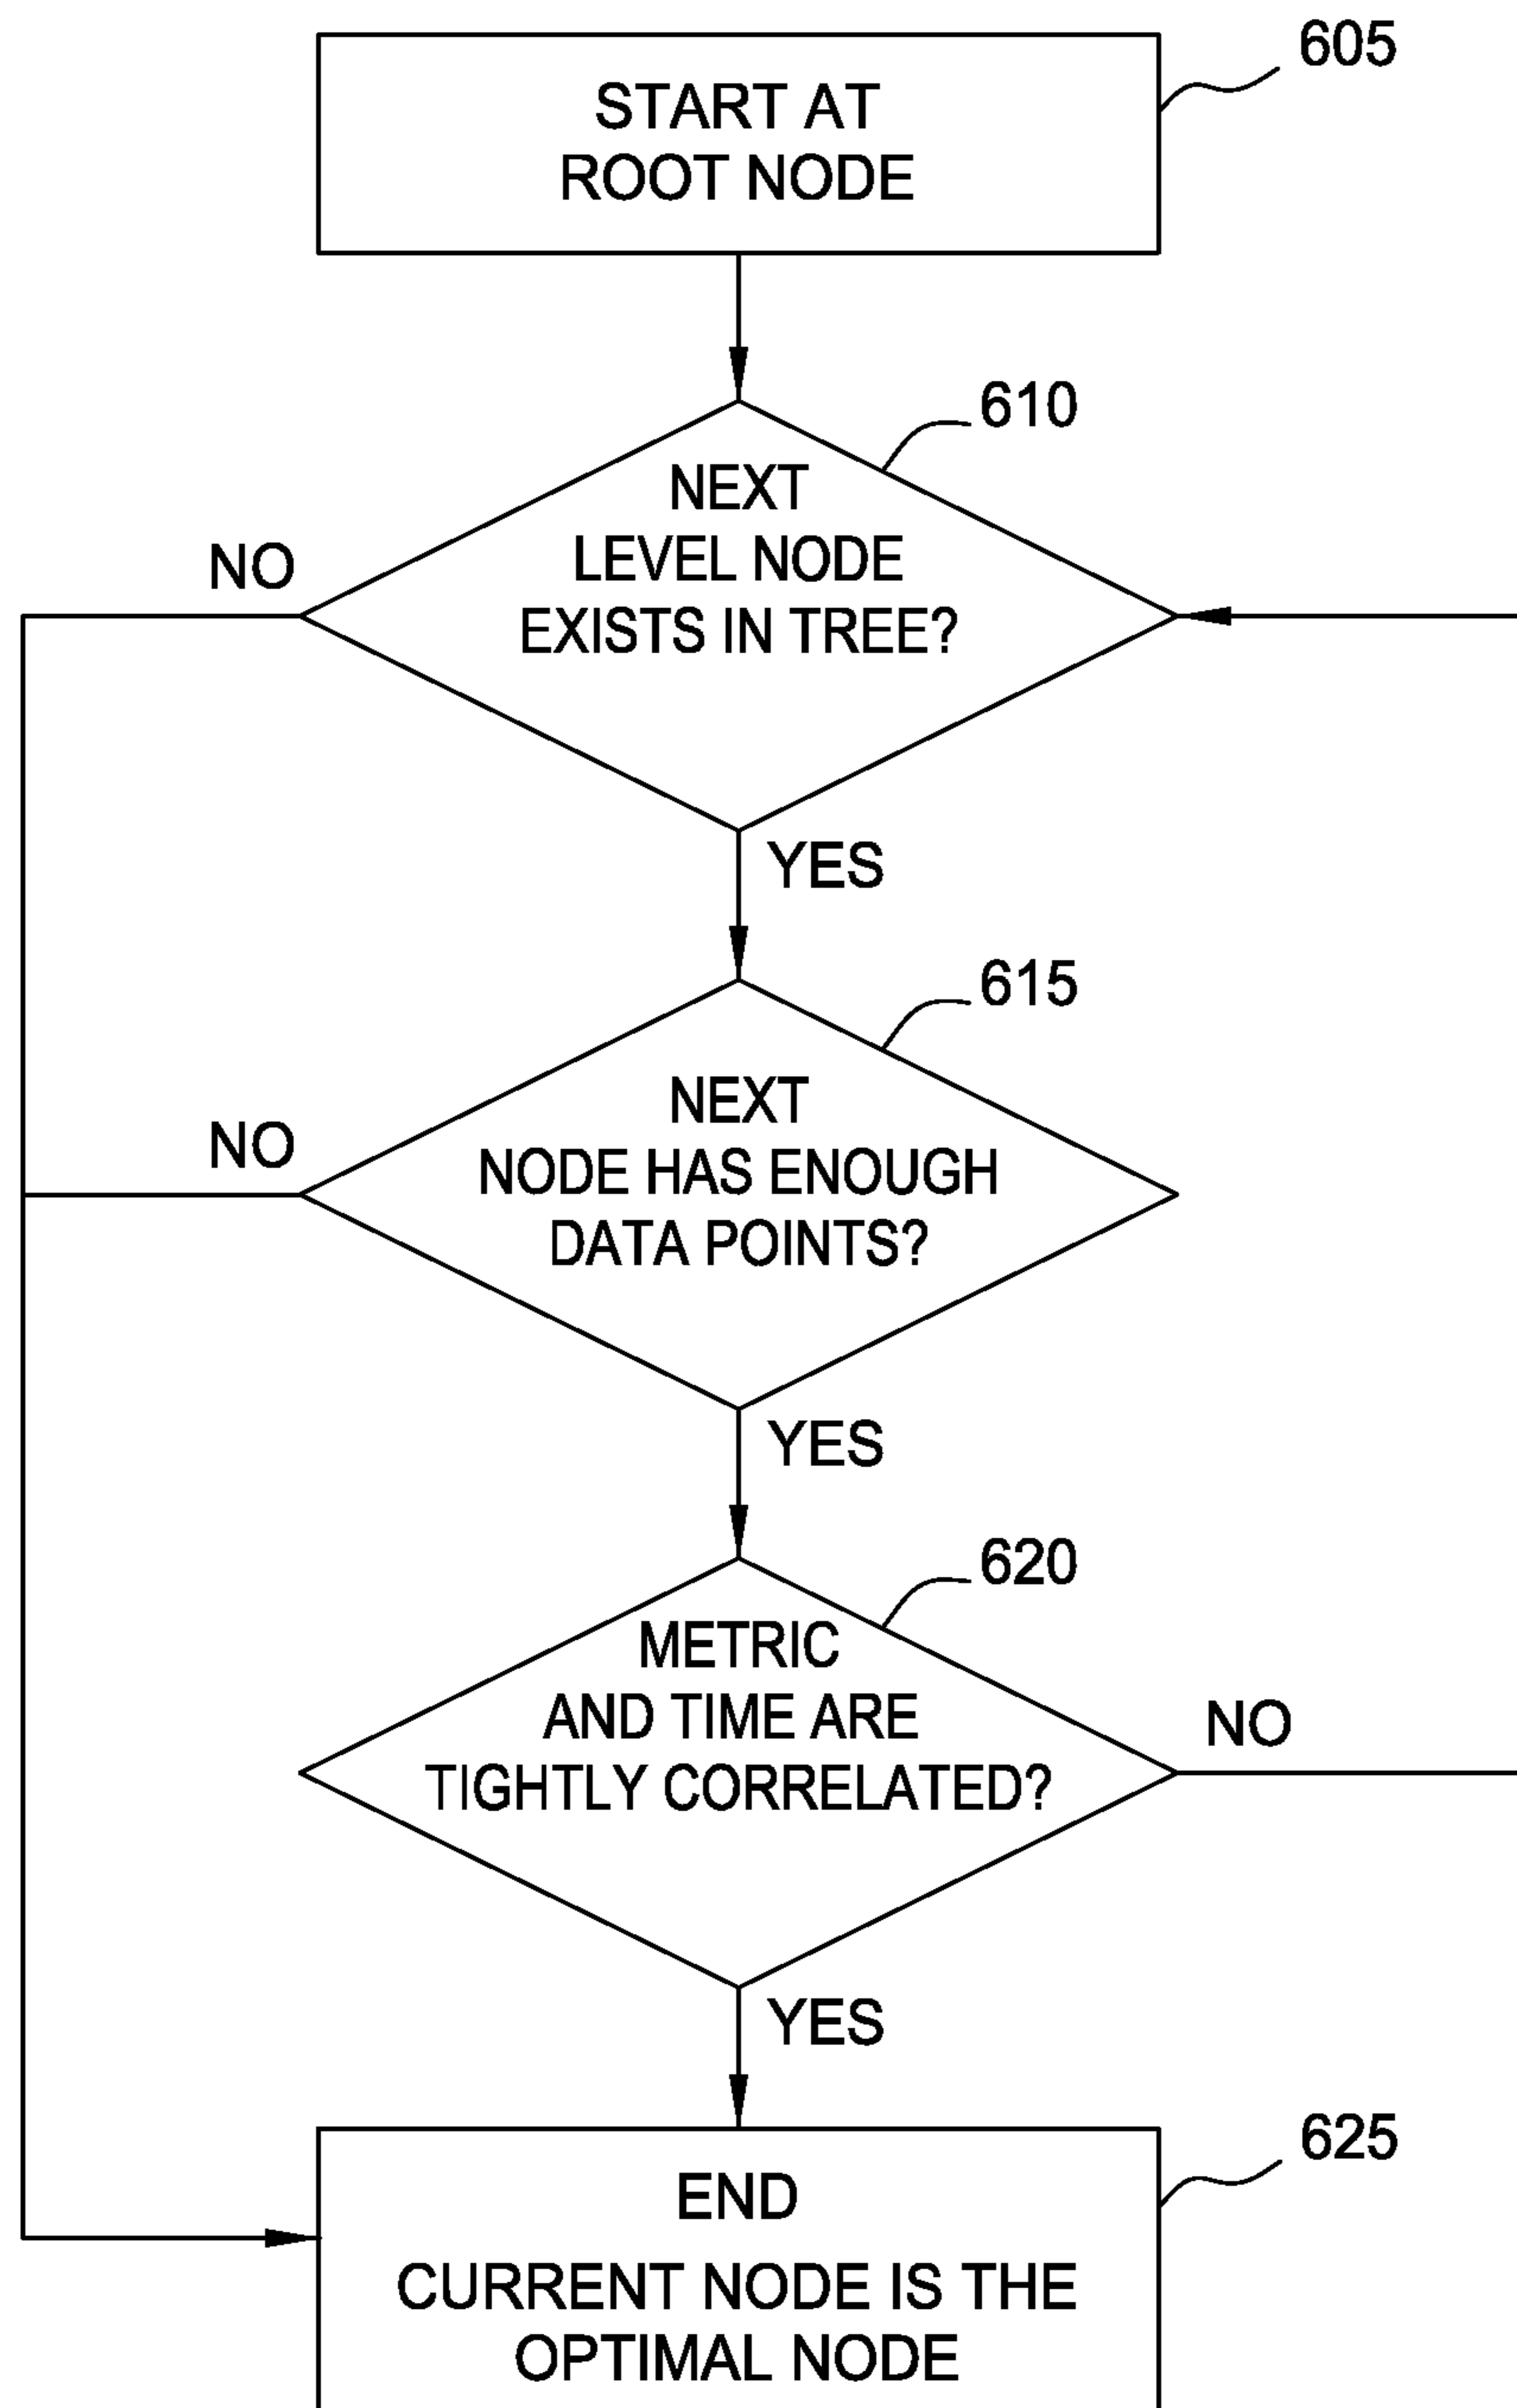 605
START AT
ROOT NODE
610
NEXT
LEVEL NODE
EXISTS IN TREE?
NO
YES
615
NEXT
NODE HAS ENOUGH
DATA POINTS?
NO
YES
620
METRIC
AND TIME ARE
TIGHTLY CORRELATED?
NO
YES
625
END
CURRENT NODE IS THE
OPTIMAL NODE